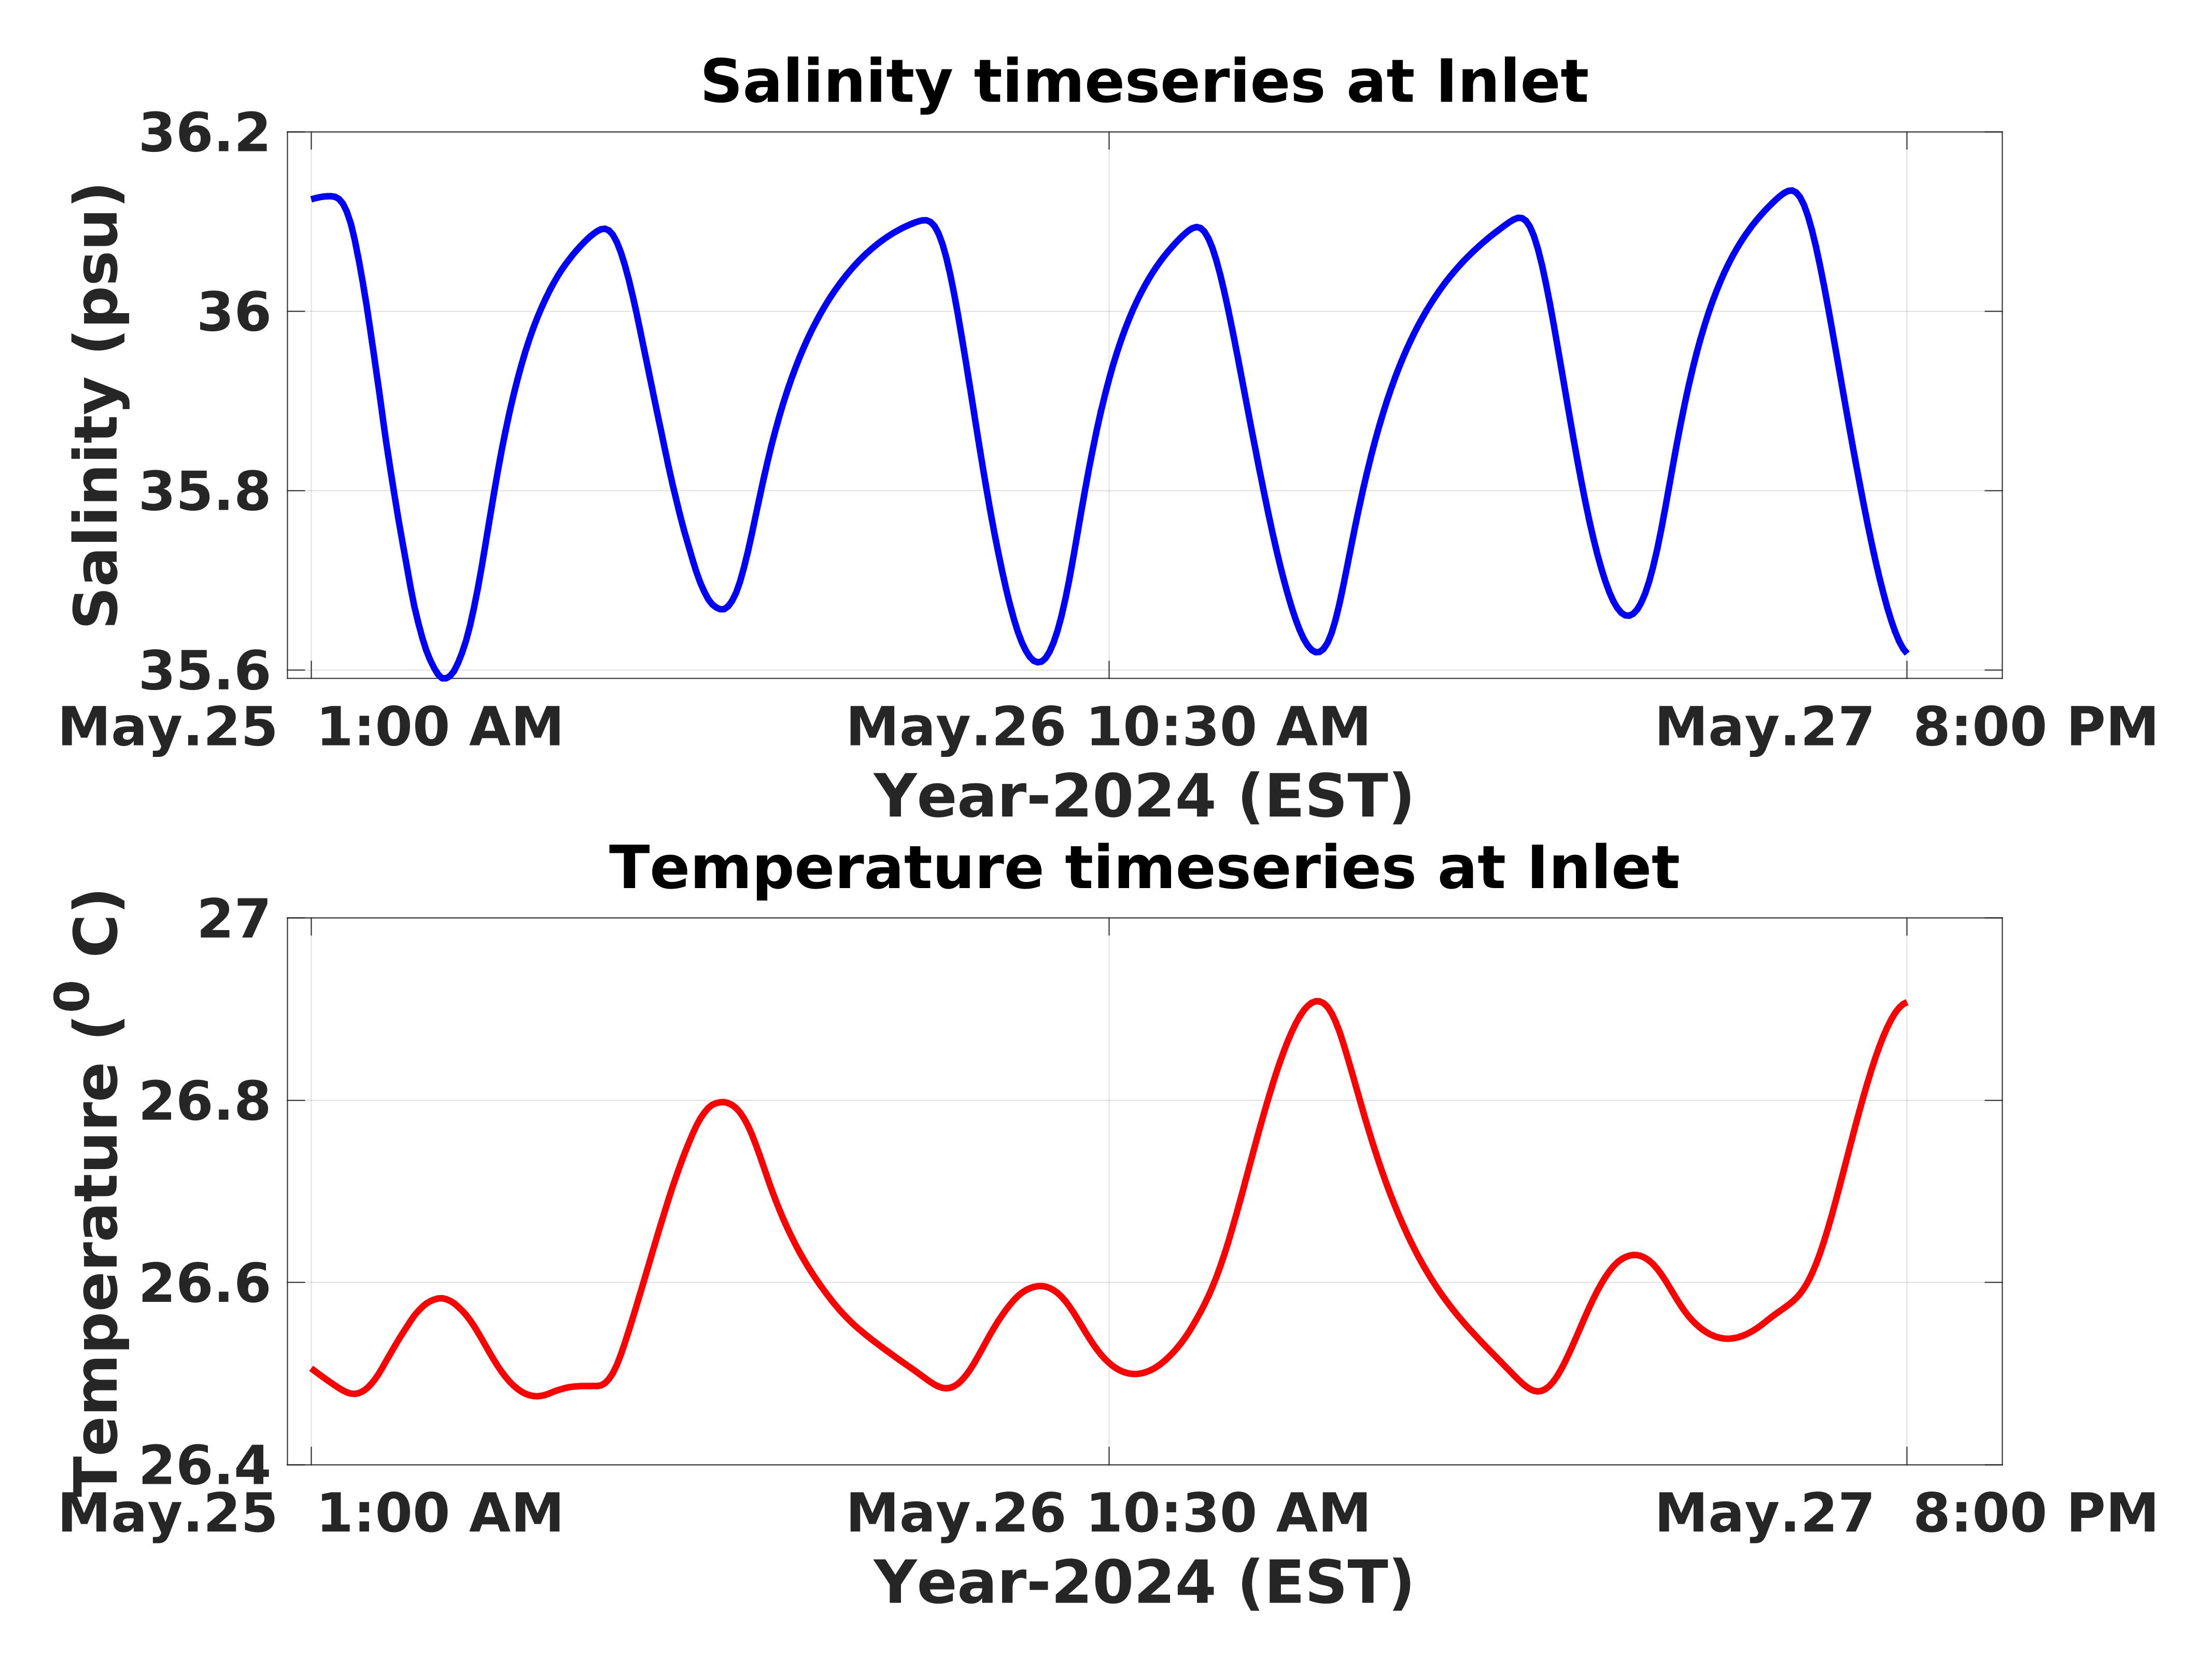 Salinity timeseries at Inlet
Salinity (psu)
36.2
36
35.8
35.6
May.25 1:00 AM
May.26 10:30 AM
May.27 8:00 PM
Year-2024 (EST)
Temperature timeseries at Inlet
Temperature (⁰ C)
27
26.8
26.6
26.4
May.25 1:00 AM
May.26 10:30 AM
May.27 8:00 PM
Year-2024 (EST)